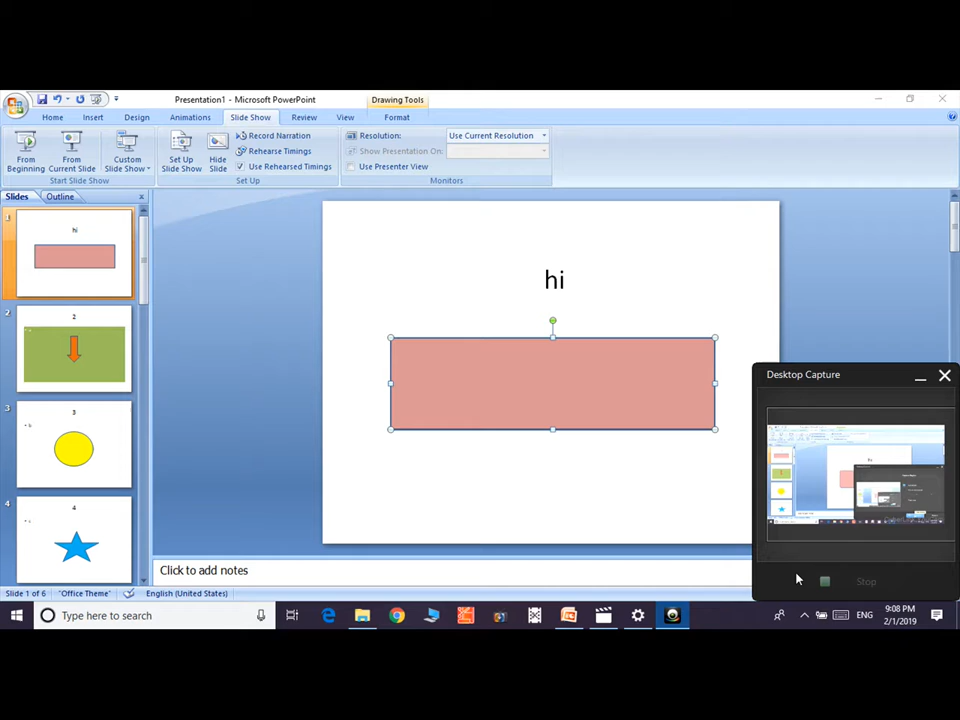 Presentation1 - Microsoft PowerPoint
Drawing Tools
Home Insert Design Animations Slide Show Review View Format
From Beginning
From Current Slide
Custom Slide Show
Start Slide Show
Set Up Slide Show
Hide Slide
Record Narration
Rehearse Timings
Use Rehearsed Timings
Set Up
Resolution: Use Current Resolution
Show Presentation On:
Use Presenter View
Monitors
Slides Outline
1
hi
2
2
3
3
4
4
hi
Click to add notes
Desktop Capture
Stop
Slide 1 of 6 "Office Theme" English (United States)
Type here to search
ENG
9:08 PM
2/1/2019